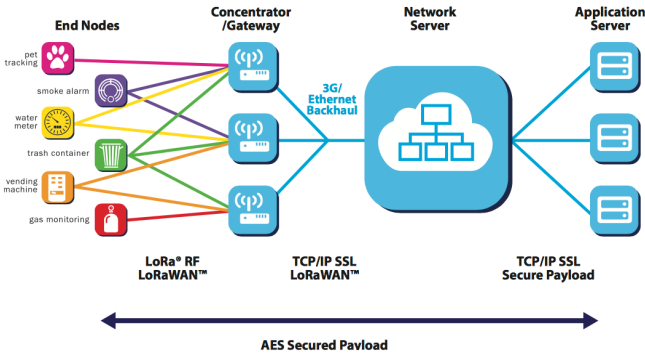 End Nodes
Concentrator
/Gateway
Network
Server
Application
Server
pet
tracking
smoke alarm
water
meter
trash container
vending
machine
gas monitoring
3G/
Ethernet
Backhaul
LoRa® RF
LoRaWAN™
TCP/IP SSL
LoRaWAN™
TCP/IP SSL
Secure Payload
AES Secured Payload